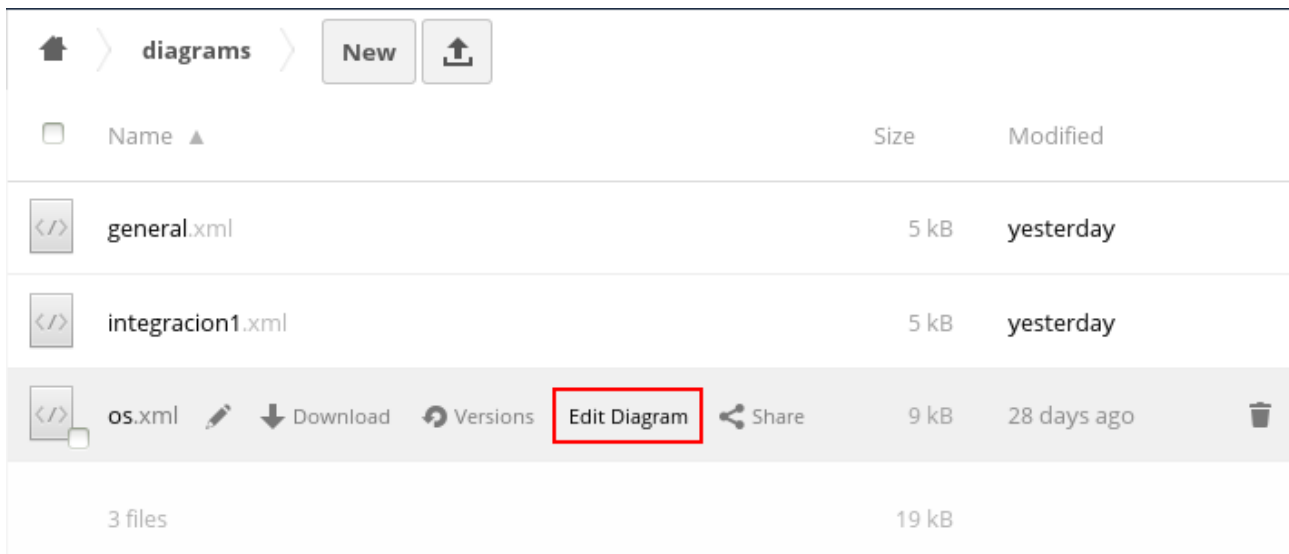 diagrams New
Name ▲ Size Modified
</> general.xml 5 kB yesterday
</> integracion1.xml 5 kB yesterday
</> os.xml Download Versions Edit Diagram Share 9 kB 28 days ago
3 files 19 kB